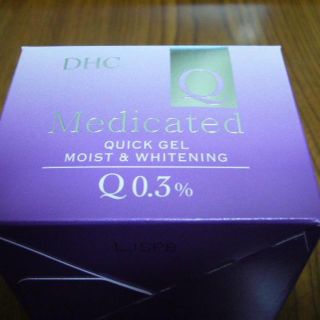 DHC
Q
Medicated
QUICK GEL
MOIST & WHITENING
Q 0.3%